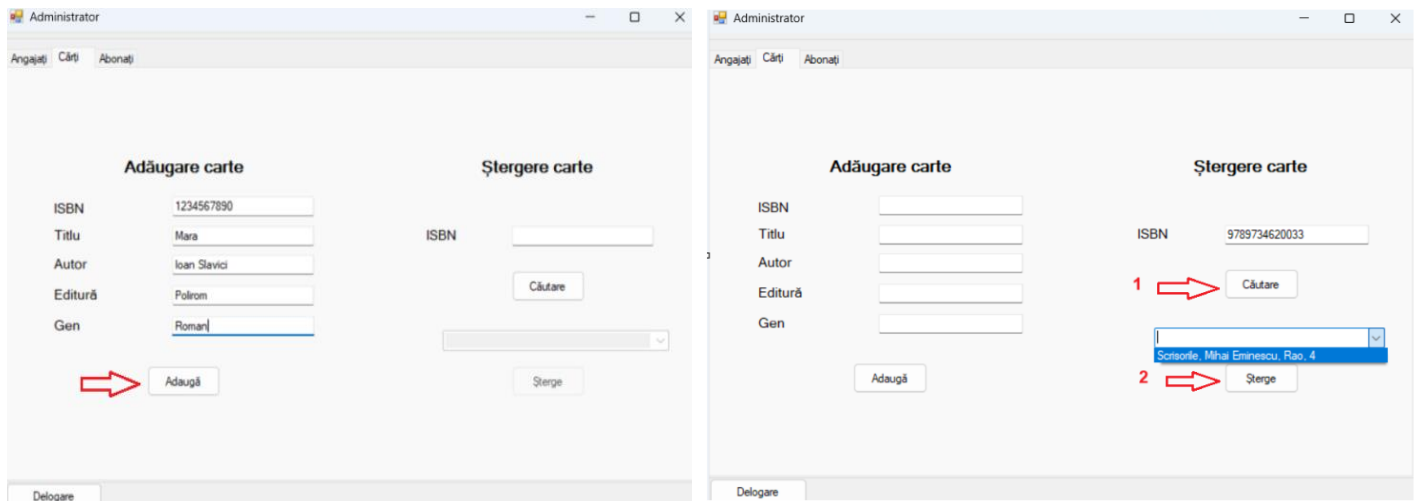 Administrator
Angajați Cărți Abonați
Adăugare carte
ISBN 1234567890
Titlu Mara
Autor Ioan Slavici
Editură Polirom
Gen Roman
Adaugă
Ștergere carte
ISBN
Căutare
Șterge
Delogare
Administrator
Angajați Cărți Abonați
Adăugare carte
ISBN
Titlu
Autor
Editură
Gen
Adaugă
Ștergere carte
ISBN 9789734620033
1 Căutare
Scrisorile, Mihai Eminescu, Rao, 4
2 Șterge
Delogare